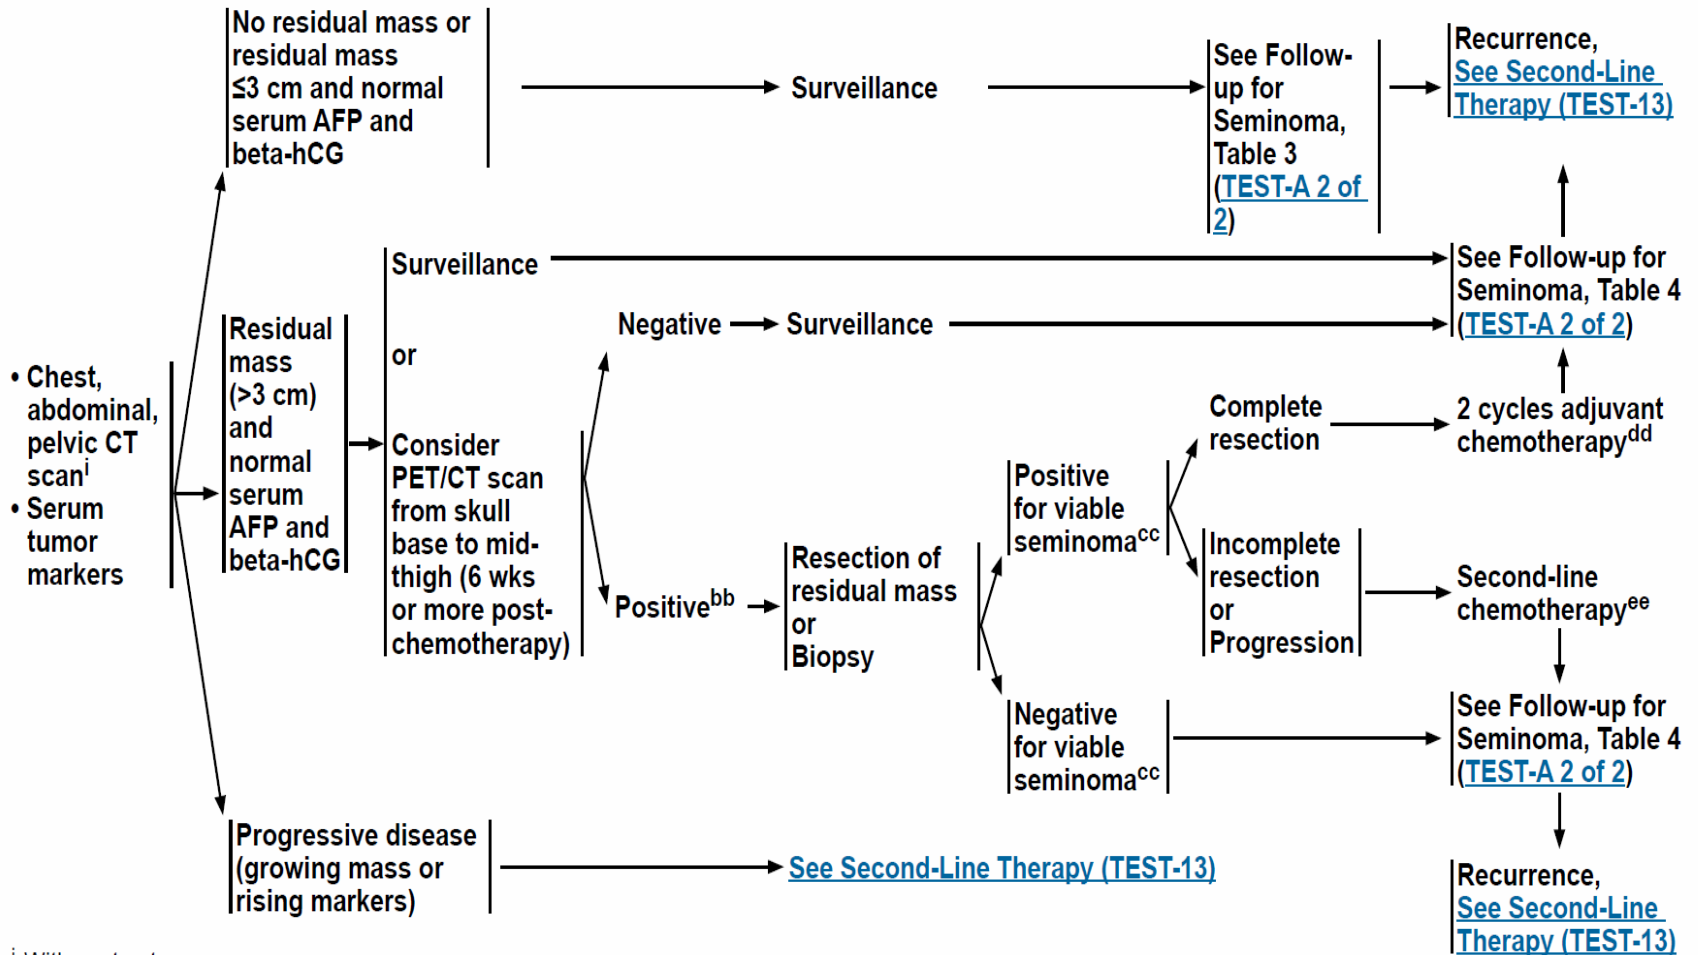 No residual mass or
residual mass
≤3 cm and normal
serum AFP and
beta-hCG
Surveillance
See Follow-
up for
Seminoma,
Table 3
(TEST-A 2 of
2)
Recurrence,
See Second-Line
Therapy (TEST-13)
• Chest,
abdominal,
pelvic CT
scanⁱ
• Serum
tumor
markers
Residual
mass
(>3 cm)
and
normal
serum
AFP and
beta-hCG
Surveillance
or
Consider
PET/CT scan
from skull
base to mid-
thigh (6 wks
or more post-
chemotherapy)
Negative
Surveillance
See Follow-up for
Seminoma, Table 4
(TEST-A 2 of 2)
Positivebb
Resection of
residual mass
or
Biopsy
Positive
for viable
seminomacc
Complete
resection
2 cycles adjuvant
chemotherapydd
Incomplete
resection
or
Progression
Second-line
chemotherapyee
Negative
for viable
seminomacc
See Follow-up for
Seminoma, Table 4
(TEST-A 2 of 2)
Progressive disease
(growing mass or
rising markers)
See Second-Line Therapy (TEST-13)
Recurrence,
See Second-Line
Therapy (TEST-13)